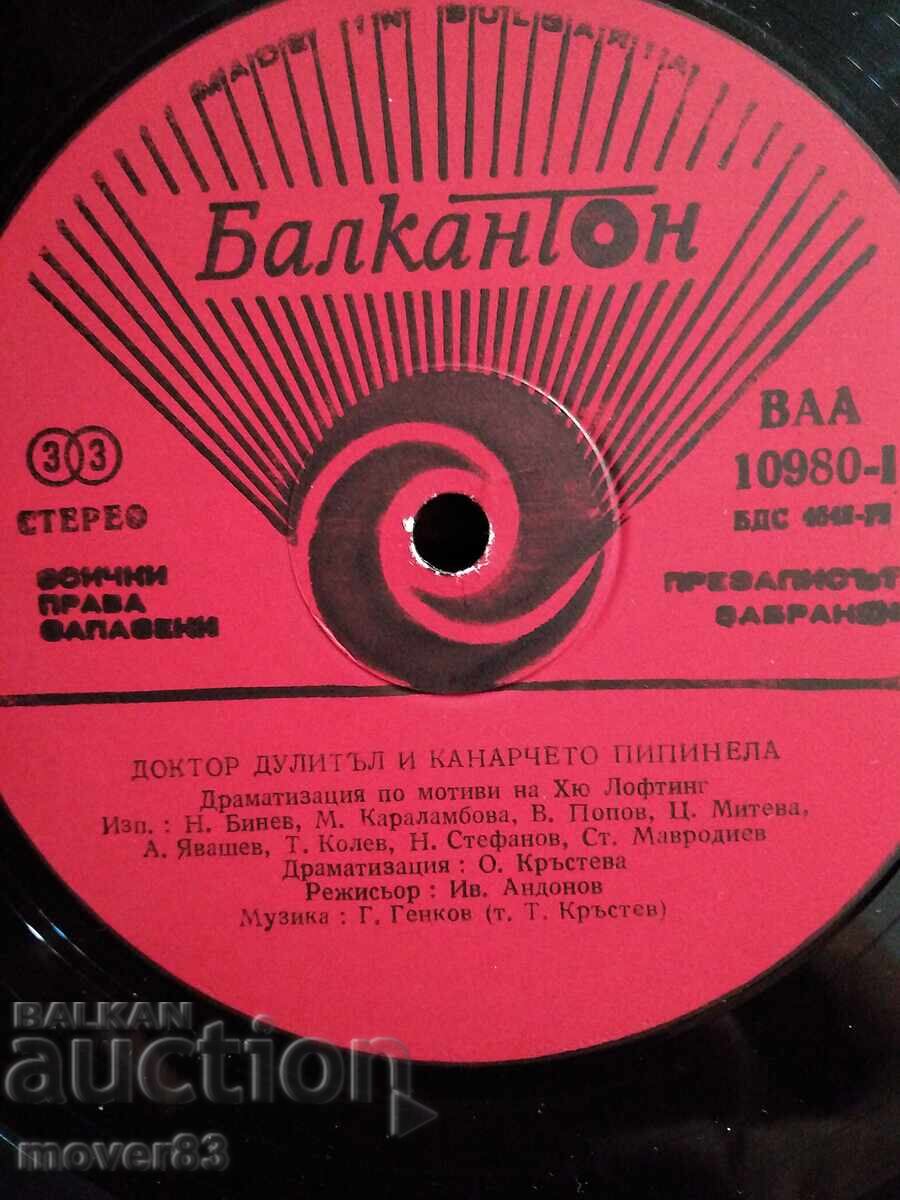 MADE IN BULGARIA
Балкантон
33
СТЕРЕО
ВАА
10980-I
БДС
ВСИЧКИ
ПРАВА
ЗАПАЗЕНИ
ПРЕЗАПИСЪТ
ЗАБРАНЕН
ДОКТОР ДУЛИТЪЛ И КАНАРЧЕТО ПИПИНЕЛА
Драматизация по мотиви на Хю Лофтинг
Изп. : Н. Бинев, М. Караламбова, В. Попов, Ц. Митева,
А. Явашев, Т. Колев, Н. Стефанов, Ст. Мавродиев
Драматизация : О. Кръстева
Режисьор : Ив. Андонов
Музика : Г. Генков (т. Т. Кръстев)
BALKAN
auction
mover83